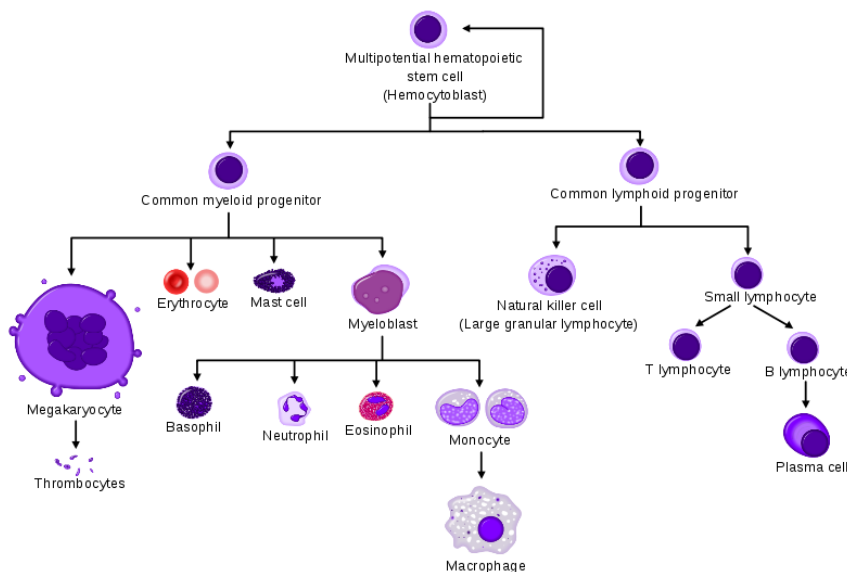 Multipotential hematopoietic
stem cell
(Hemocytoblast)
Common myeloid progenitor
Common lymphoid progenitor
Erythrocyte
Mast cell
Myeloblast
Natural killer cell
(Large granular lymphocyte)
Small lymphocyte
T lymphocyte
B lymphocyte
Megakaryocyte
Basophil
Neutrophil
Eosinophil
Monocyte
Plasma cell
Thrombocytes
Macrophage